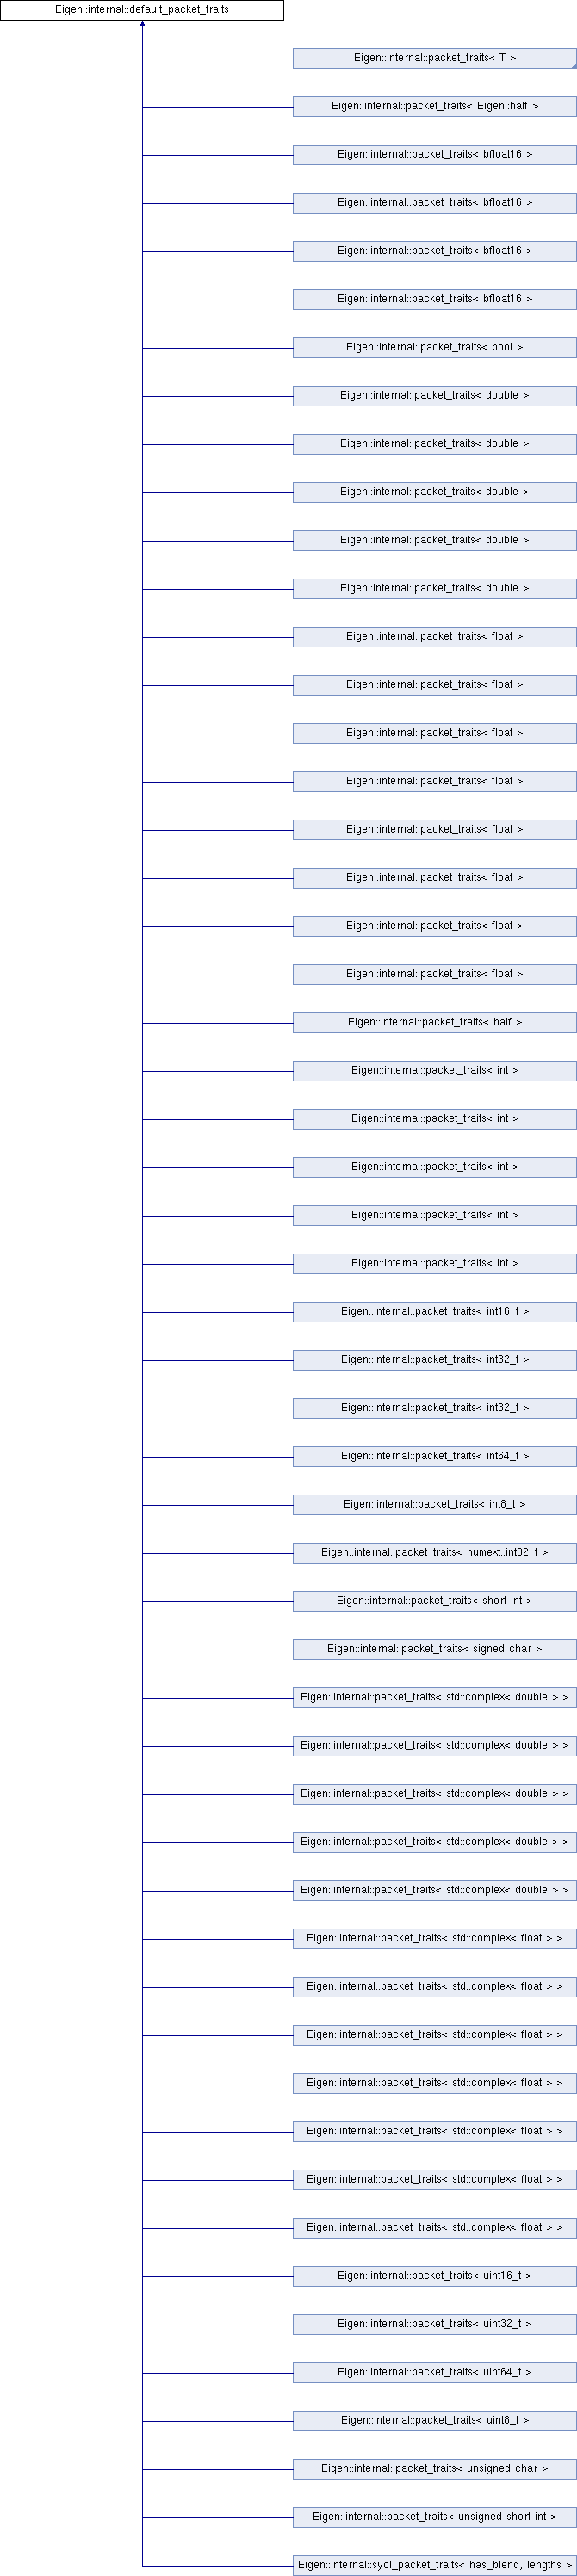 Eigen::internal::default_packet_traits
Eigen::internal::packet_traits< T >
Eigen::internal::packet_traits< Eigen::half >
Eigen::internal::packet_traits< bfloat16 >
Eigen::internal::packet_traits< bfloat16 >
Eigen::internal::packet_traits< bfloat16 >
Eigen::internal::packet_traits< bfloat16 >
Eigen::internal::packet_traits< bool >
Eigen::internal::packet_traits< double >
Eigen::internal::packet_traits< double >
Eigen::internal::packet_traits< double >
Eigen::internal::packet_traits< double >
Eigen::internal::packet_traits< double >
Eigen::internal::packet_traits< float >
Eigen::internal::packet_traits< float >
Eigen::internal::packet_traits< float >
Eigen::internal::packet_traits< float >
Eigen::internal::packet_traits< float >
Eigen::internal::packet_traits< float >
Eigen::internal::packet_traits< float >
Eigen::internal::packet_traits< float >
Eigen::internal::packet_traits< half >
Eigen::internal::packet_traits< int >
Eigen::internal::packet_traits< int >
Eigen::internal::packet_traits< int >
Eigen::internal::packet_traits< int >
Eigen::internal::packet_traits< int >
Eigen::internal::packet_traits< int16_t >
Eigen::internal::packet_traits< int32_t >
Eigen::internal::packet_traits< int32_t >
Eigen::internal::packet_traits< int64_t >
Eigen::internal::packet_traits< int8_t >
Eigen::internal::packet_traits< numext::int32_t >
Eigen::internal::packet_traits< short int >
Eigen::internal::packet_traits< signed char >
Eigen::internal::packet_traits< std::complex< double > >
Eigen::internal::packet_traits< std::complex< double > >
Eigen::internal::packet_traits< std::complex< double > >
Eigen::internal::packet_traits< std::complex< double > >
Eigen::internal::packet_traits< std::complex< double > >
Eigen::internal::packet_traits< std::complex< float > >
Eigen::internal::packet_traits< std::complex< float > >
Eigen::internal::packet_traits< std::complex< float > >
Eigen::internal::packet_traits< std::complex< float > >
Eigen::internal::packet_traits< std::complex< float > >
Eigen::internal::packet_traits< std::complex< float > >
Eigen::internal::packet_traits< std::complex< float > >
Eigen::internal::packet_traits< uint16_t >
Eigen::internal::packet_traits< uint32_t >
Eigen::internal::packet_traits< uint64_t >
Eigen::internal::packet_traits< uint8_t >
Eigen::internal::packet_traits< unsigned char >
Eigen::internal::packet_traits< unsigned short int >
Eigen::internal::sycl_packet_traits< has_blend, lengths >